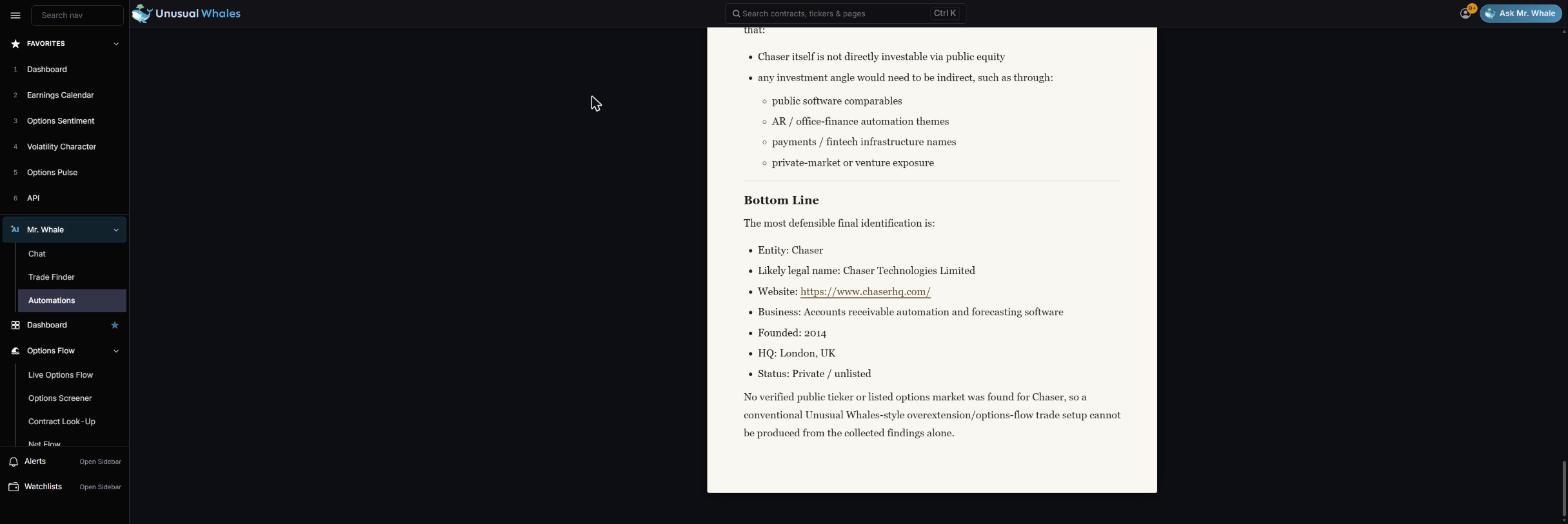 Search nav
Unusual Whales
Search contracts, tickers & pages
Ctrl K
9+
Ask Mr. Whale
FAVORITES
1 Dashboard
2 Earnings Calendar
3 Options Sentiment
4 Volatility Character
5 Options Pulse
6 API
AI Mr. Whale
Chat
Trade Finder
Automations
Dashboard
Options Flow
Live Options Flow
Options Screener
Contract Look-Up
Net Flow
Alerts Open Sidebar
Watchlists Open Sidebar
that:
• Chaser itself is not directly investable via public equity
• any investment angle would need to be indirect, such as through:
◦ public software comparables
◦ AR / office-finance automation themes
◦ payments / fintech infrastructure names
◦ private-market or venture exposure
Bottom Line
The most defensible final identification is:
• Entity: Chaser
• Likely legal name: Chaser Technologies Limited
• Website: https://www.chaserhq.com/
• Business: Accounts receivable automation and forecasting software
• Founded: 2014
• HQ: London, UK
• Status: Private / unlisted
No verified public ticker or listed options market was found for Chaser, so a
conventional Unusual Whales-style overextension/options-flow trade setup cannot
be produced from the collected findings alone.